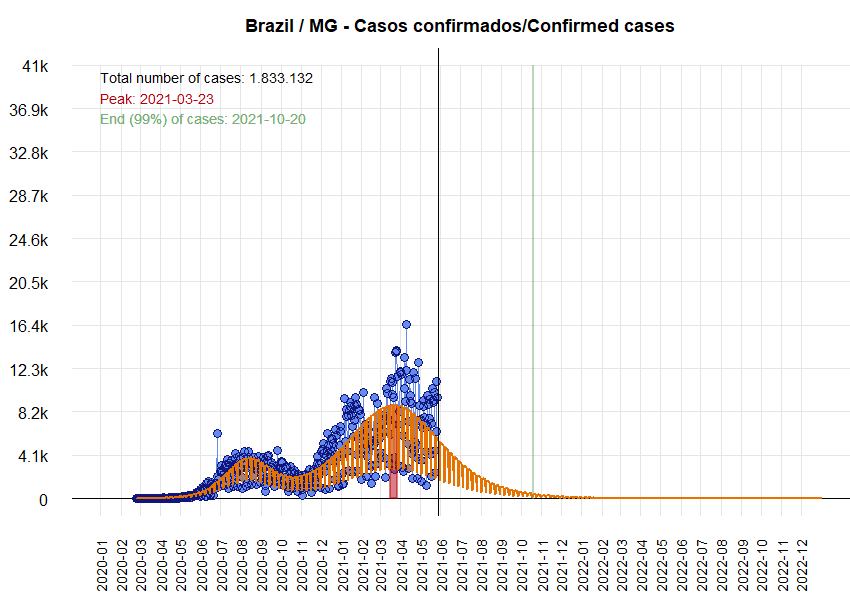 Brazil / MG - Casos confirmados/Confirmed cases
41k
Total number of cases: 1.833.132
Peak: 2021-03-23
36.9k
End (99%) of cases: 2021-10-20
32.8k
28.7k
24.6k
20.5k
16.4k
12.3k
8.2k
4.1k
0
2020-01
2020-02
2020-03
2020-04
2020-05
2020-06
2020-07
2020-08
2020-09
2020-10
2020-11
2020-12
2021-01
2021-02
2021-03
2021-04
2021-05
2021-06
2021-07
2021-08
2021-09
2021-10
2021-11
2021-12
2022-01
2022-02
2022-03
2022-04
2022-05
2022-06
2022-07
2022-08
2022-09
2022-10
2022-11
2022-12